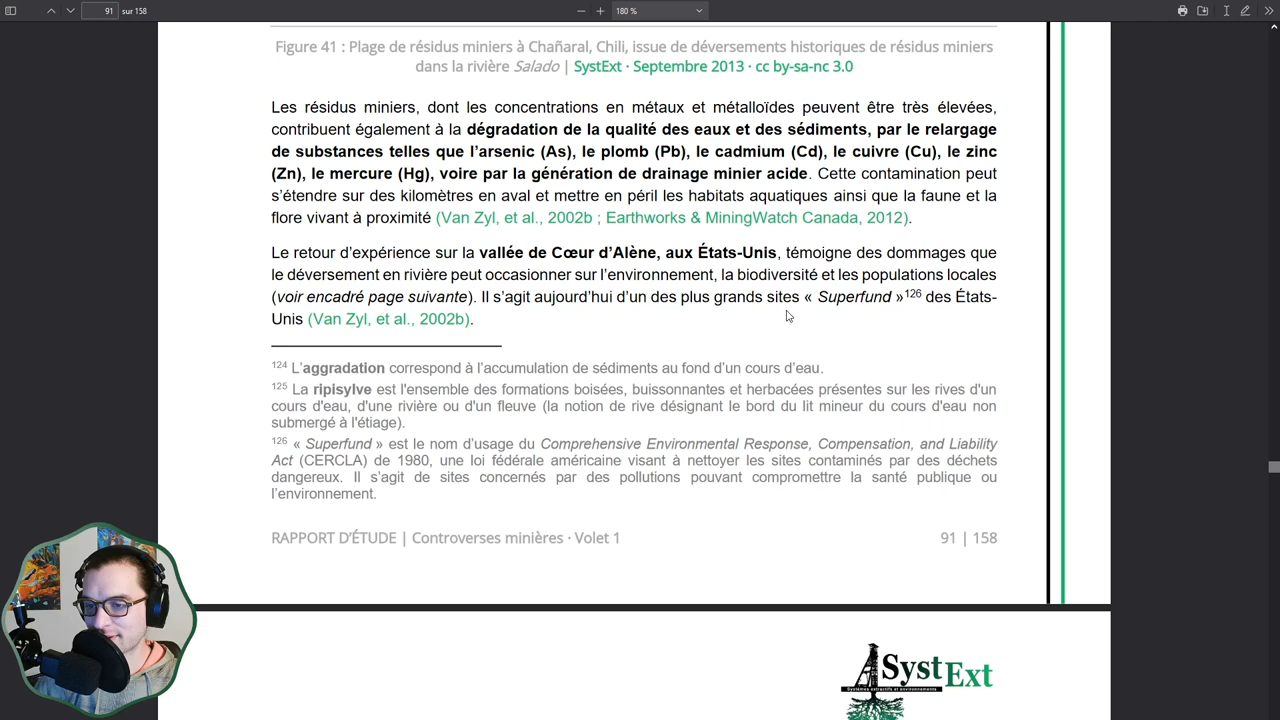 91
sur 158
180 %
Figure 41 : Plage de résidus miniers à Chañaral, Chili, issue de déversements historiques de résidus miniers
dans la rivière Salado | SystExt · Septembre 2013 · cc by-sa-nc 3.0
Les résidus miniers, dont les concentrations en métaux et métalloïdes peuvent être très élevées,
contribuent également à la dégradation de la qualité des eaux et des sédiments, par le relargage
de substances telles que l’arsenic (As), le plomb (Pb), le cadmium (Cd), le cuivre (Cu), le zinc
(Zn), le mercure (Hg), voire par la génération de drainage minier acide. Cette contamination peut
s’étendre sur des kilomètres en aval et mettre en péril les habitats aquatiques ainsi que la faune et la
flore vivant à proximité (Van Zyl, et al., 2002b ; Earthworks & MiningWatch Canada, 2012).
Le retour d’expérience sur la vallée de Cœur d’Alène, aux États-Unis, témoigne des dommages que
le déversement en rivière peut occasionner sur l’environnement, la biodiversité et les populations locales
(voir encadré page suivante). Il s’agit aujourd’hui d’un des plus grands sites « Superfund »126 des États-
Unis (Van Zyl, et al., 2002b).
124 L’aggradation correspond à l’accumulation de sédiments au fond d’un cours d’eau.
125 La ripisylve est l'ensemble des formations boisées, buissonnantes et herbacées présentes sur les rives d'un
cours d'eau, d'une rivière ou d'un fleuve (la notion de rive désignant le bord du lit mineur du cours d'eau non
submergé à l'étiage).
126 « Superfund » est le nom d’usage du Comprehensive Environmental Response, Compensation, and Liability
Act (CERCLA) de 1980, une loi fédérale américaine visant à nettoyer les sites contaminés par des déchets
dangereux. Il s’agit de sites concernés par des pollutions pouvant compromettre la santé publique ou
l’environnement.
RAPPORT D’ÉTUDE | Controverses minières · Volet 1
91 | 158
SystExt
Systèmes extractifs et environnements